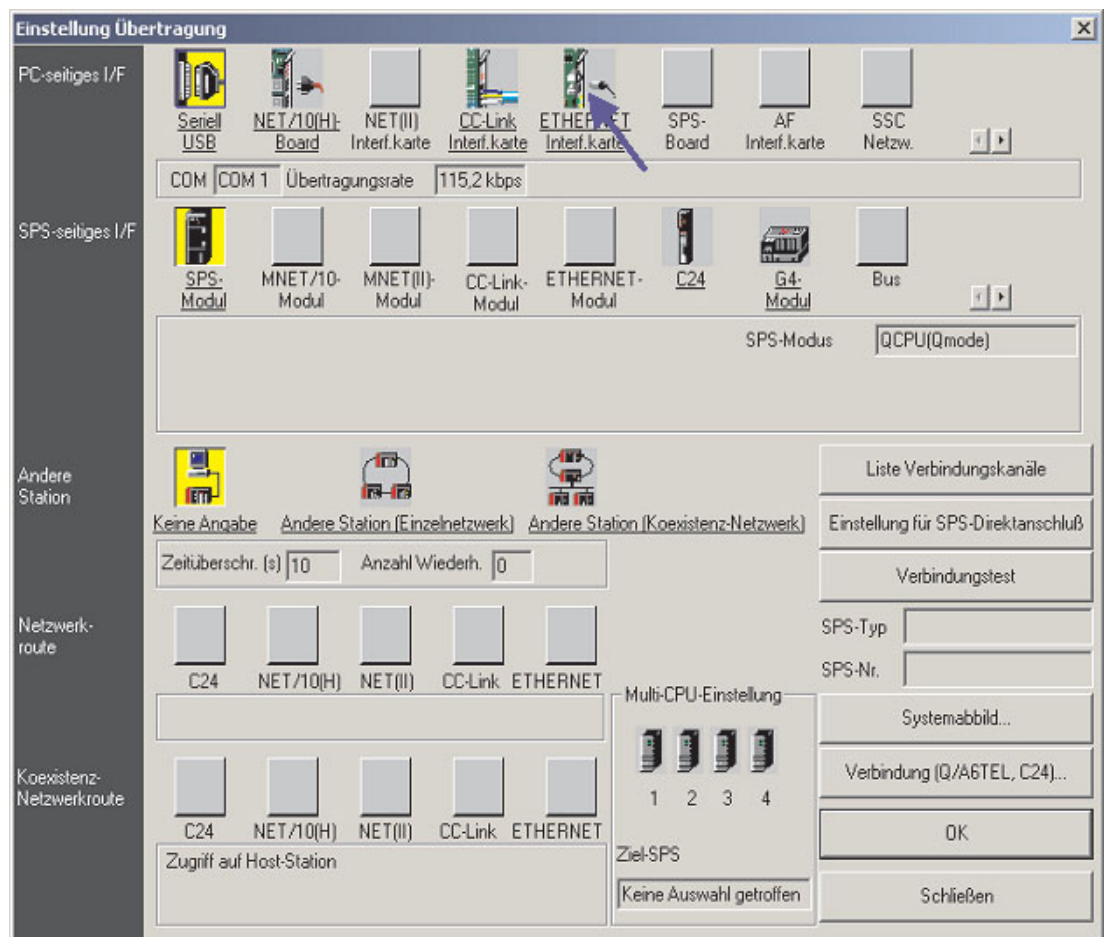 Einstellung Übertragung
PC-seitiges I/F
Seriell USB
NET/10(H)- Board
NET(II) Interf.karte
CC-Link Interf.karte
ETHERNET Interf.karte
SPS- Board
AF Interf.karte
SSC Netzw.
COM COM 1 Übertragungsrate 115,2 kbps
SPS-seitiges I/F
SPS- Modul
MNET/10- Modul
MNET(II)- Modul
CC-Link- Modul
ETHERNET- Modul
C24
G4- Modul
Bus
SPS-Modus QCPU(Qmode)
Andere Station
Keine Angabe
Andere Station (Einzelnetzwerk)
Andere Station (Koexistenz-Netzwerk)
Zeitüberschr. (s) 10 Anzahl Wiederh. 0
Liste Verbindungskanäle
Einstellung für SPS-Direktanschluß
Verbindungstest
SPS-Typ
SPS-Nr.
Netzwerk- route
C24 NET/10(H) NET(II) CC-Link ETHERNET
Multi-CPU-Einstellung
1 2 3 4
Ziel-SPS
Keine Auswahl getroffen
Systemabbild...
Verbindung (Q/A6TEL, C24)...
OK
Schließen
Koexistenz- Netzwerkroute
C24 NET/10(H) NET(II) CC-Link ETHERNET
Zugriff auf Host-Station